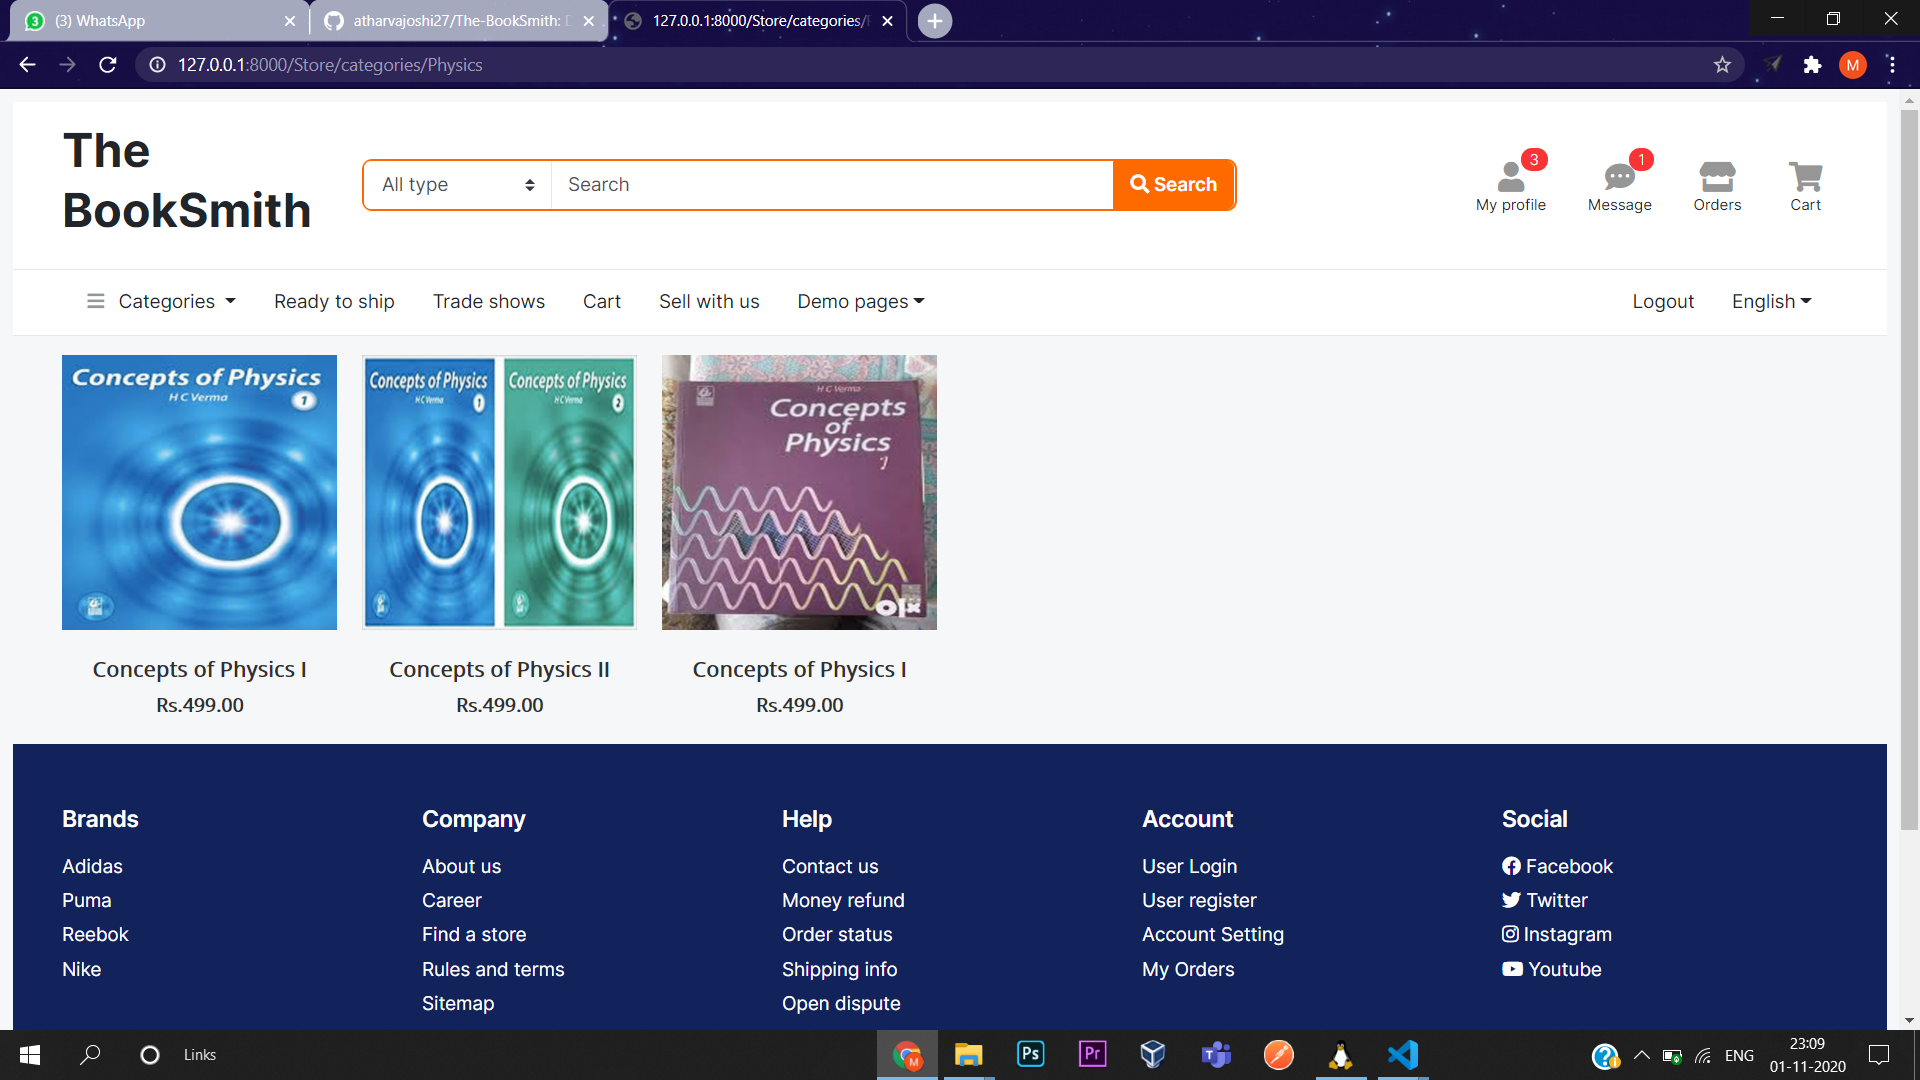 3 (3) WhatsApp
atharvajoshi27/The-BookSmith: D
127.0.0.1:8000/Store/categories/P
127.0.0.1:8000/Store/categories/Physics
M
The BookSmith
All type
Search
Search
3
My profile
1
Message
Orders
Cart
Categories
Ready to ship
Trade shows
Cart
Sell with us
Demo pages
Logout
English
Concepts of Physics
H C Verma
1
Concepts of Physics
H C Verma
1
Concepts of Physics
H C Verma
2
H C Verma
Concepts
of
Physics
1
olx
Concepts of Physics I
Rs.499.00
Concepts of Physics II
Rs.499.00
Concepts of Physics I
Rs.499.00
Brands
Adidas
Puma
Reebok
Nike
Company
About us
Career
Find a store
Rules and terms
Sitemap
Help
Contact us
Money refund
Order status
Shipping info
Open dispute
Account
User Login
User register
Account Setting
My Orders
Social
Facebook
Twitter
Instagram
Youtube
Links
M
Ps
Pr
T
ENG
23:09
01-11-2020